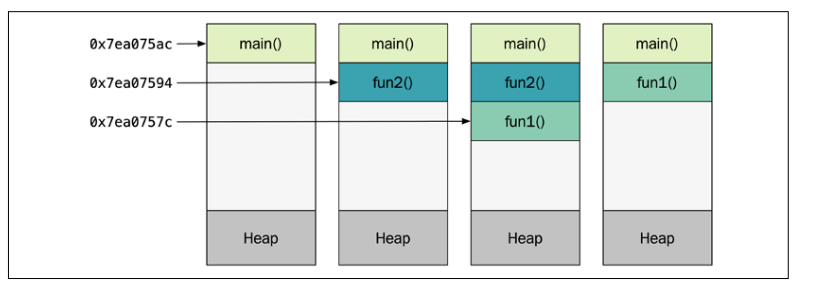 0x7ea075ac main() main() main() main()
0x7ea07594 fun2() fun2() fun1()
0x7ea0757c fun1()
Heap Heap Heap Heap